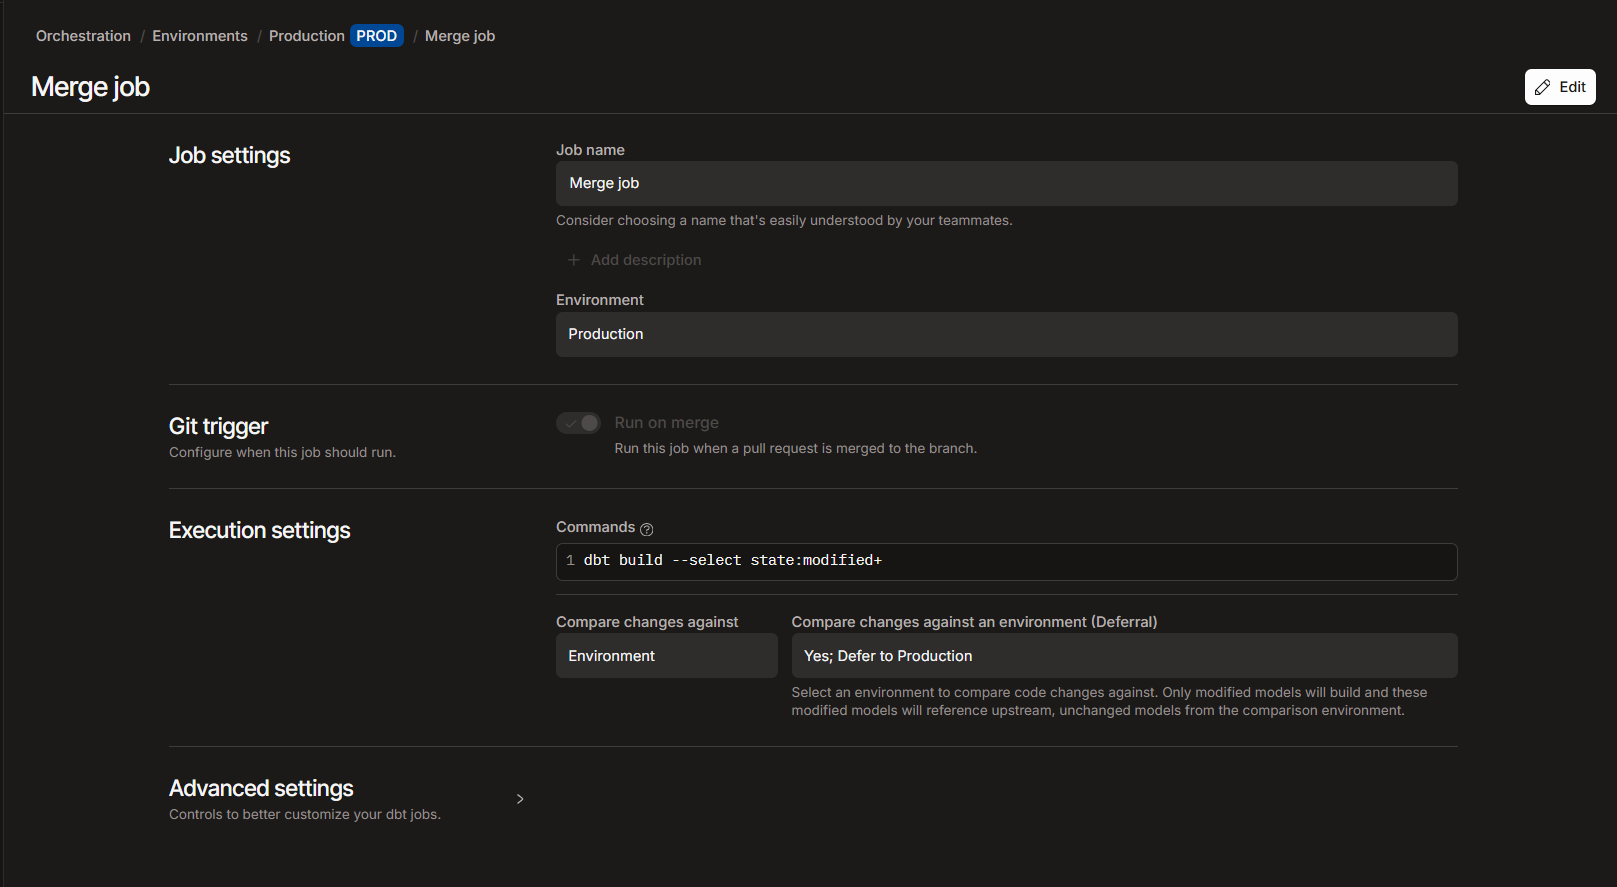 Orchestration / Environments / Production PROD / Merge job
Merge job
Edit
Job settings
Job name
Merge job
Consider choosing a name that's easily understood by your teammates.
+ Add description
Environment
Production
Git trigger
Configure when this job should run.
Run on merge
Run this job when a pull request is merged to the branch.
Execution settings
Commands ?
1 dbt build --select state:modified+
Compare changes against
Environment
Compare changes against an environment (Deferral)
Yes; Defer to Production
Select an environment to compare code changes against. Only modified models will build and these
modified models will reference upstream, unchanged models from the comparison environment.
Advanced settings
Controls to better customize your dbt jobs.